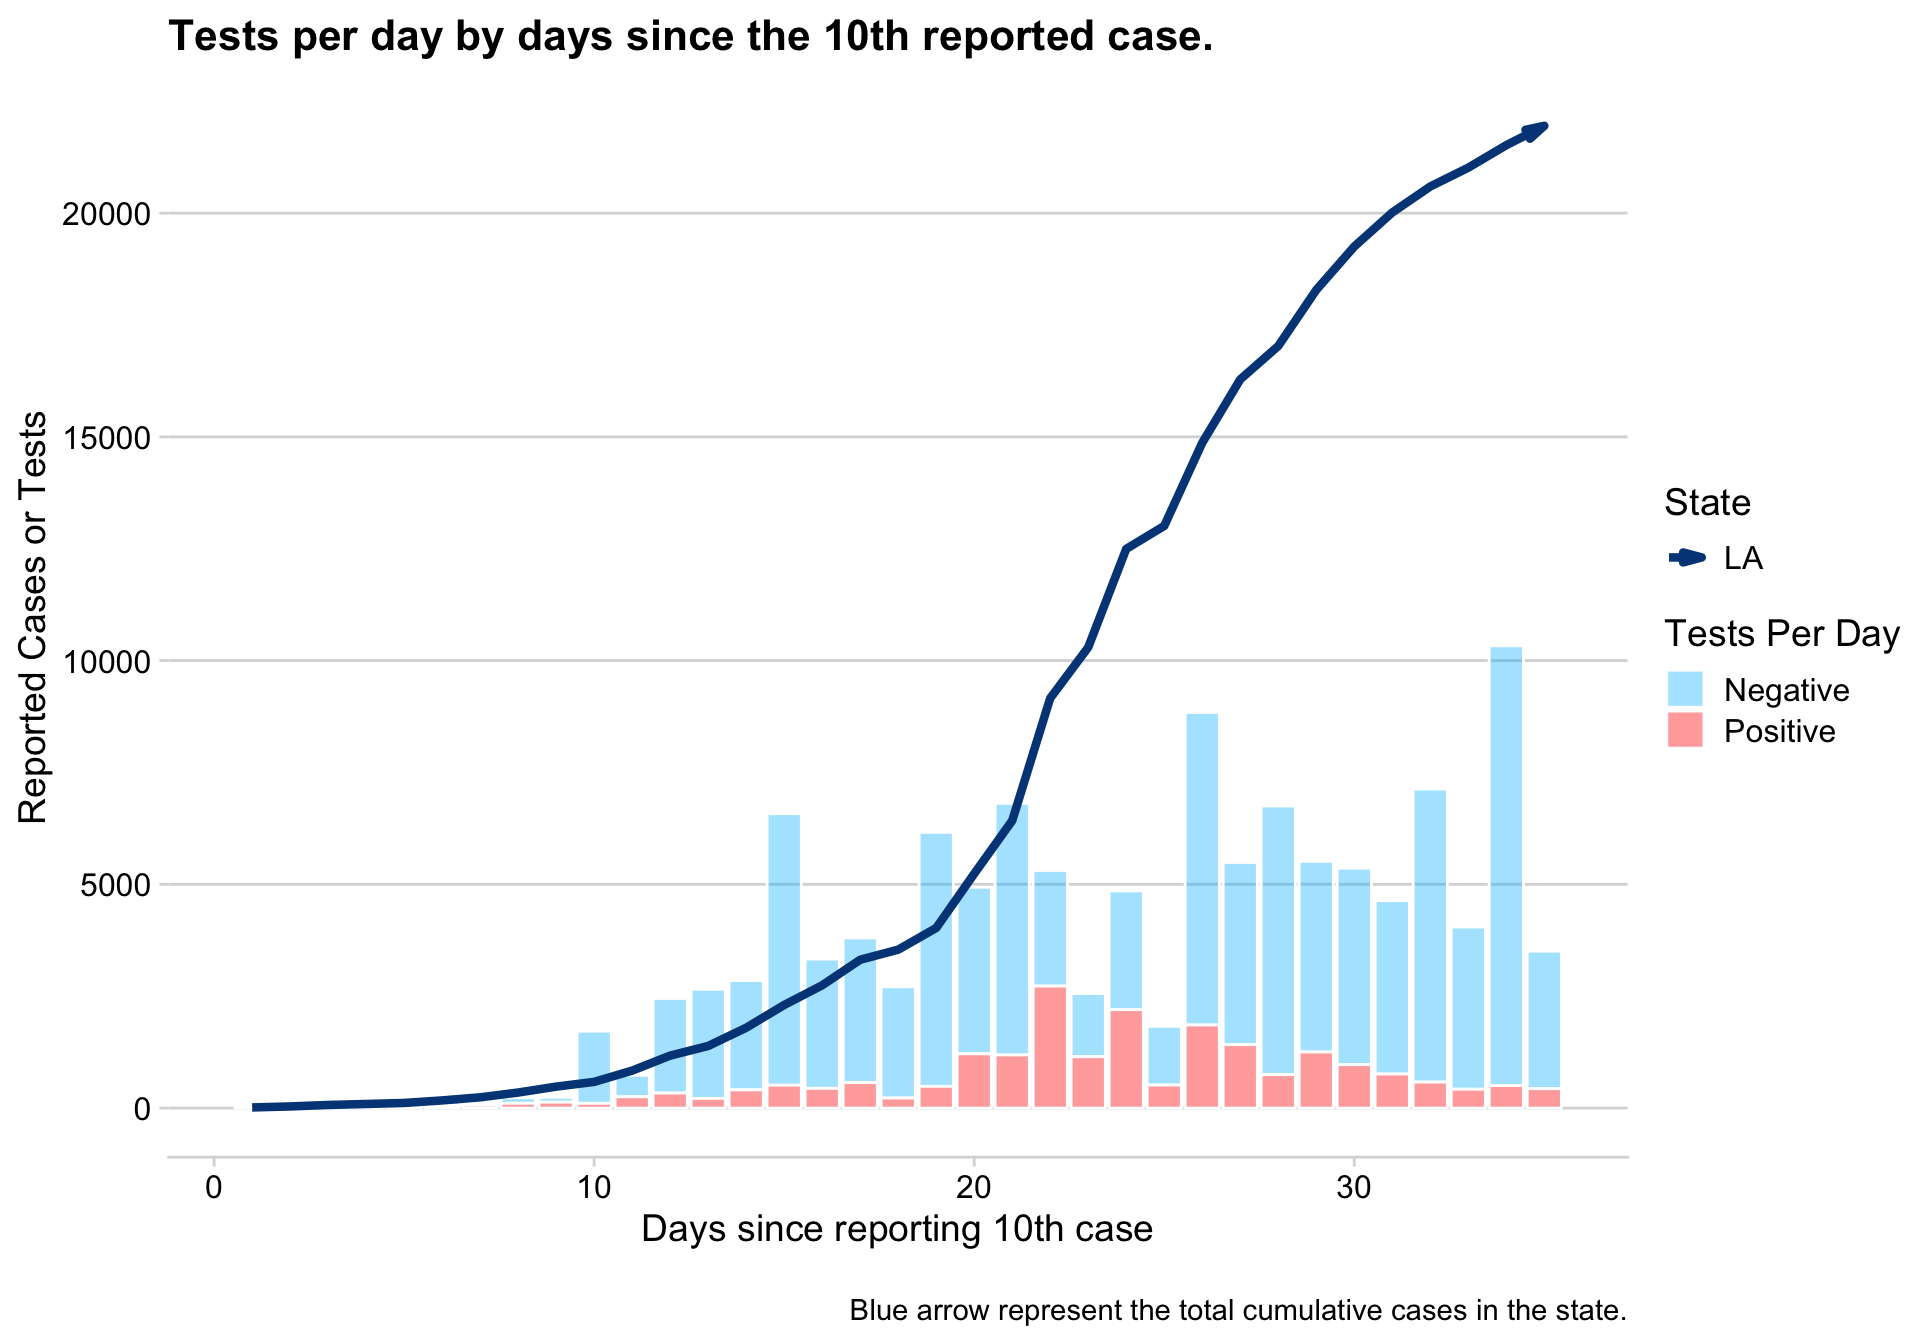 Tests per day by days since the 10th reported case.
Reported Cases or Tests
20000
15000
10000
5000
0
0
10
20
30
Days since reporting 10th case
State
LA
Tests Per Day
Negative
Positive
Blue arrow represent the total cumulative cases in the state.